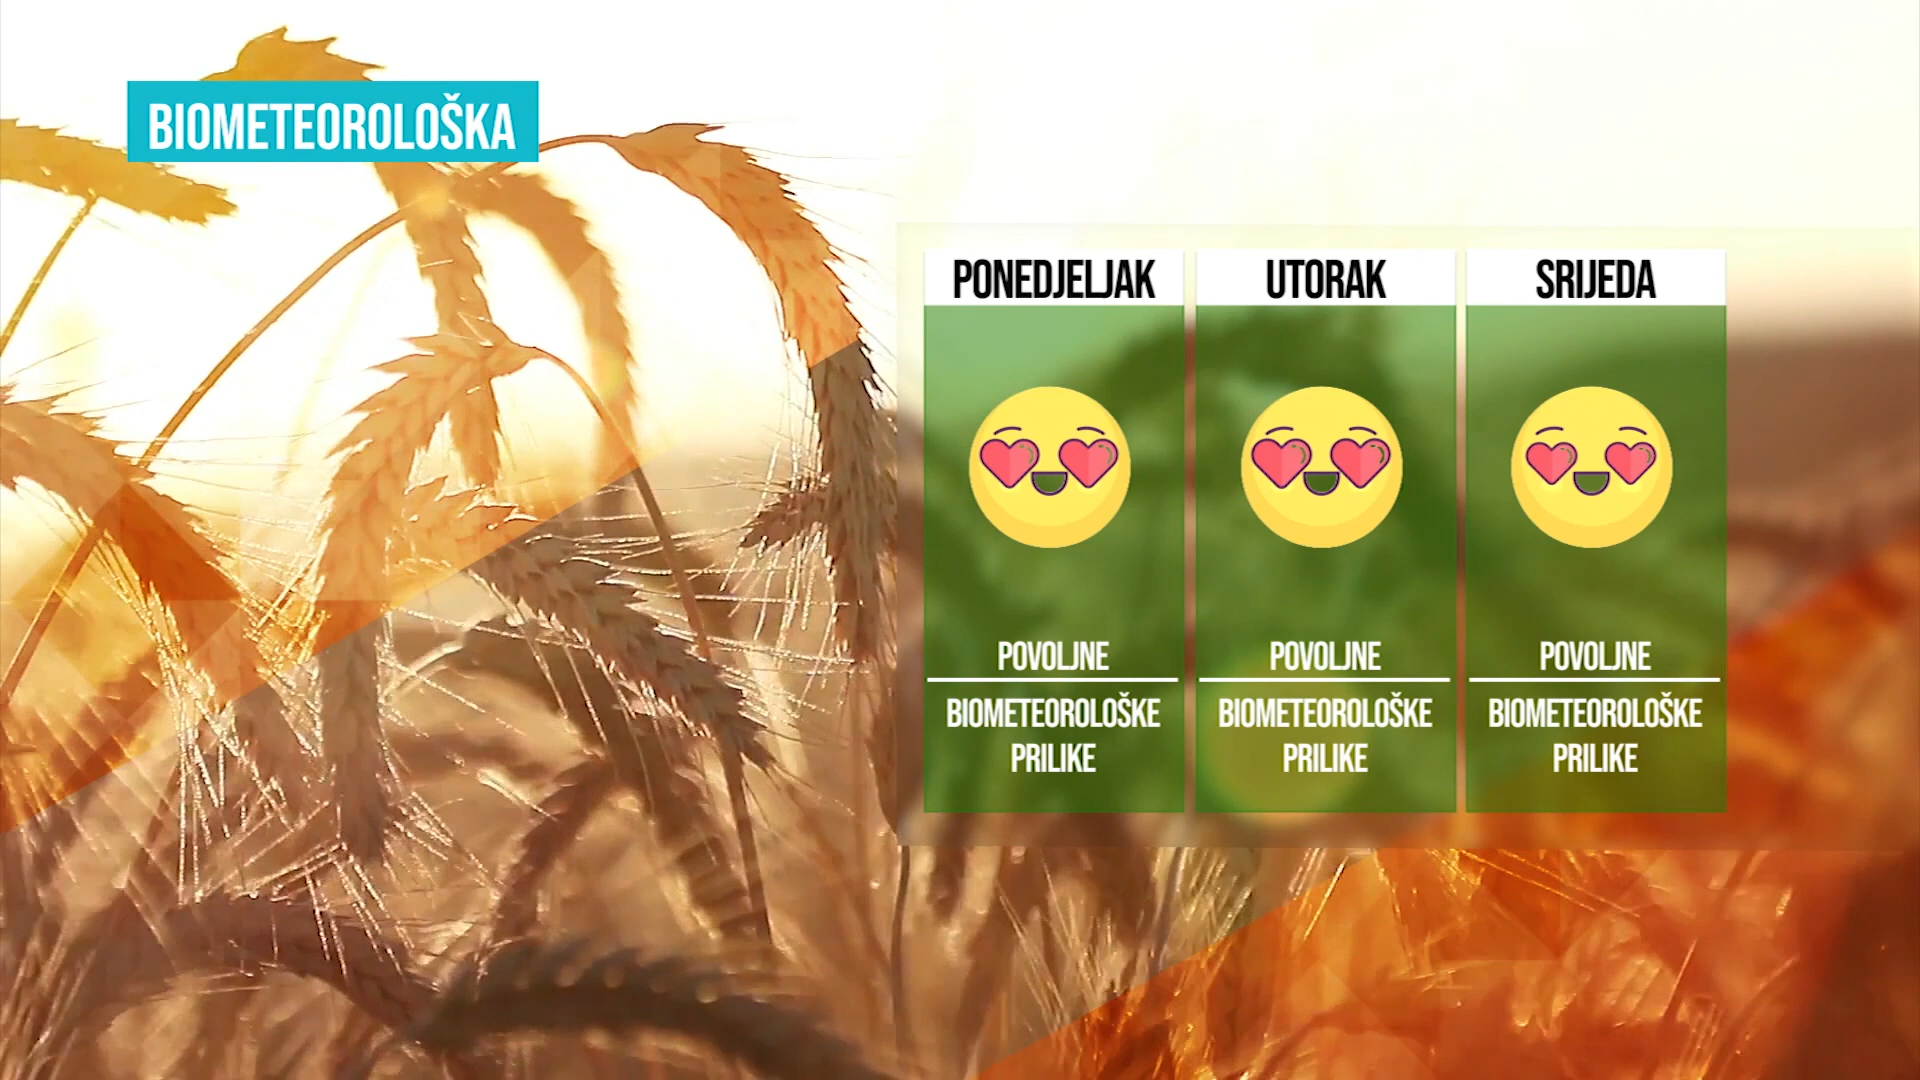 BIOMETEOROLOŠKA
PONEDJELJAK
POVOLJNE
BIOMETEOROLOŠKE
PRILIKE
UTORAK
POVOLJNE
BIOMETEOROLOŠKE
PRILIKE
SRIJEDA
POVOLJNE
BIOMETEOROLOŠKE
PRILIKE